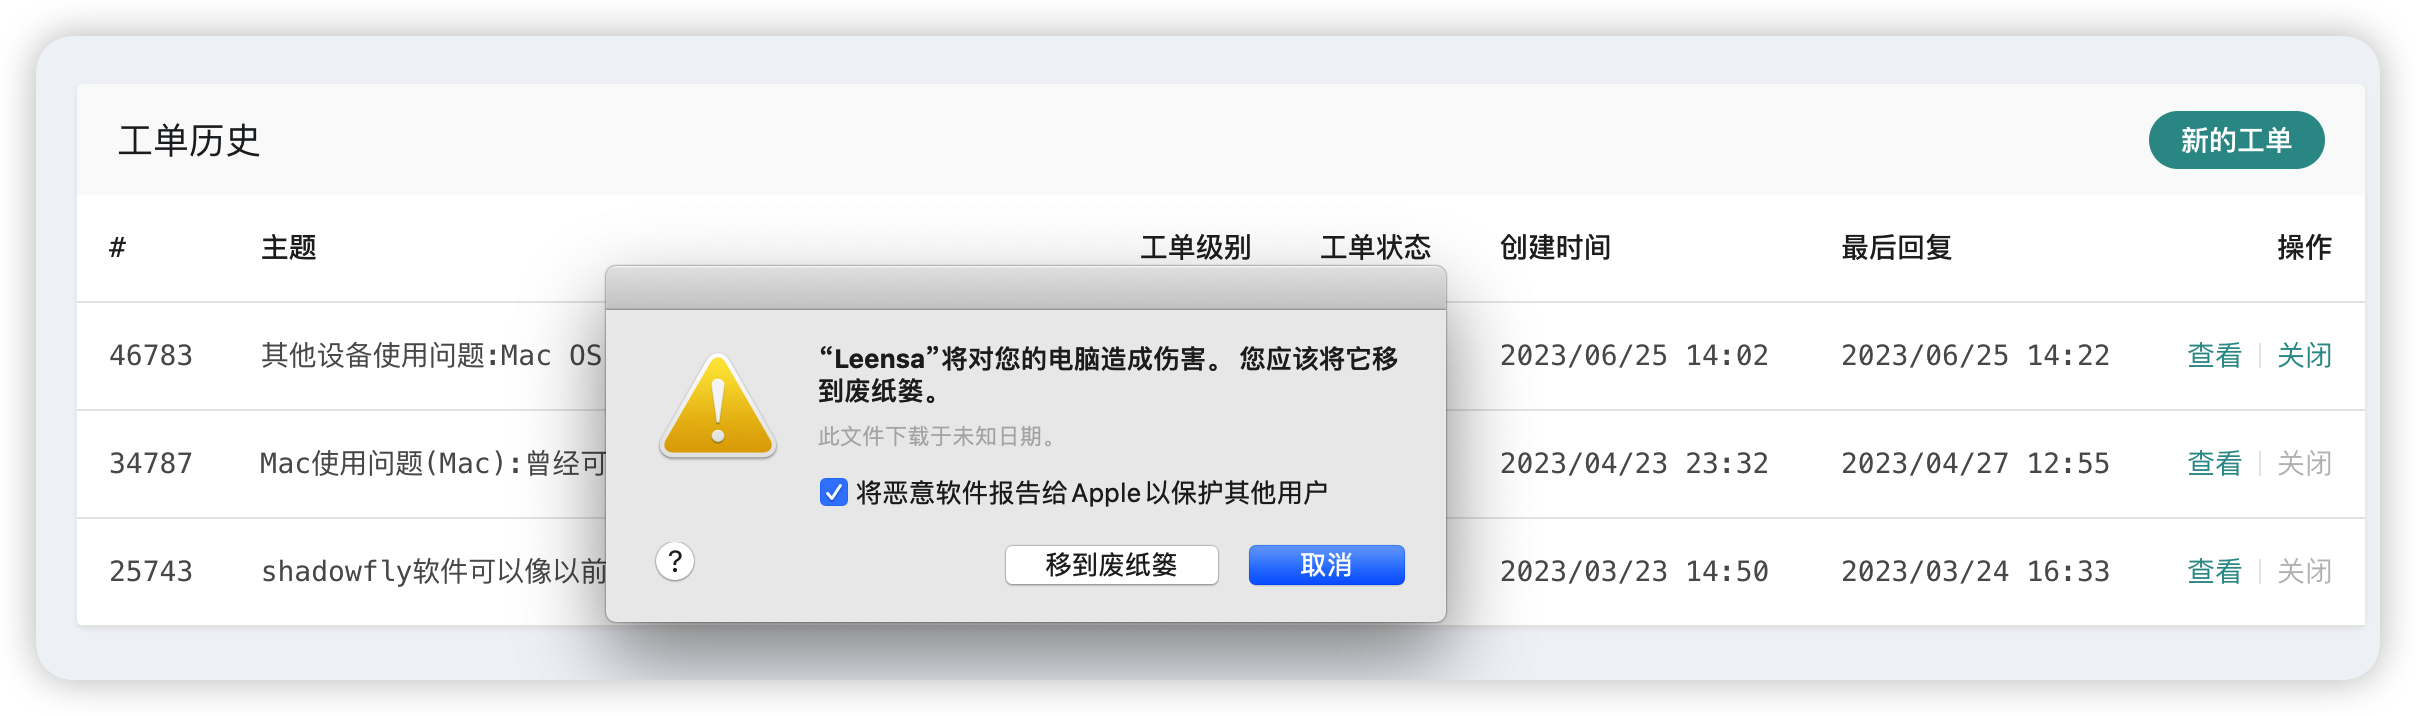 工单历史
新的工单
# 主题 工单级别 工单状态 创建时间 最后回复 操作
46783 其他设备使用问题:Mac OS 2023/06/25 14:02 2023/06/25 14:22 查看 关闭
34787 Mac使用问题(Mac):曾经可 2023/04/23 23:32 2023/04/27 12:55 查看 关闭
25743 shadowfly软件可以像以前 2023/03/23 14:50 2023/03/24 16:33 查看 关闭
“Leensa”将对您的电脑造成伤害。 您应该将它移
到废纸篓。
此文件下载于未知日期。
将恶意软件报告给Apple以保护其他用户
? 移到废纸篓 取消